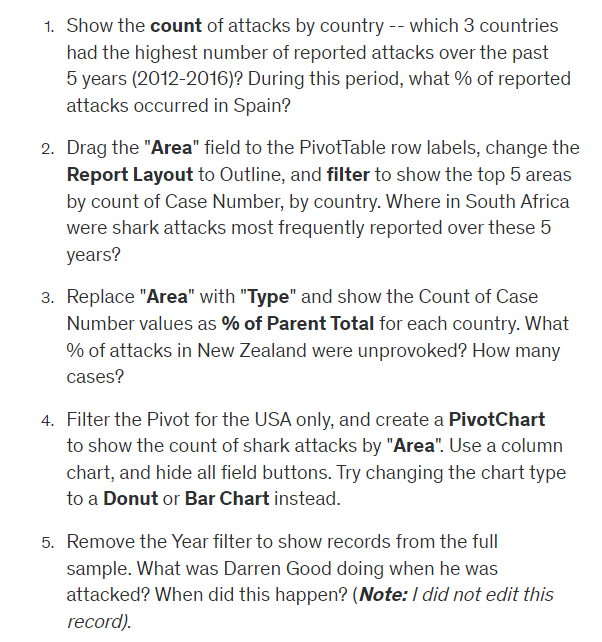 1. Show the count of attacks by country -- which 3 countries
had the highest number of reported attacks over the past
5 years (2012-2016)? During this period, what % of reported
attacks occurred in Spain?
2. Drag the "Area" field to the PivotTable row labels, change the
Report Layout to Outline, and filter to show the top 5 areas
by count of Case Number, by country. Where in South Africa
were shark attacks most frequently reported over these 5
years?
3. Replace "Area" with "Type" and show the Count of Case
Number values as % of Parent Total for each country. What
% of attacks in New Zealand were unprovoked? How many
cases?
4. Filter the Pivot for the USA only, and create a PivotChart
to show the count of shark attacks by "Area". Use a column
chart, and hide all field buttons. Try changing the chart type
to a Donut or Bar Chart instead.
5. Remove the Year filter to show records from the full
sample. What was Darren Good doing when he was
attacked? When did this happen? (Note: I did not edit this
record).